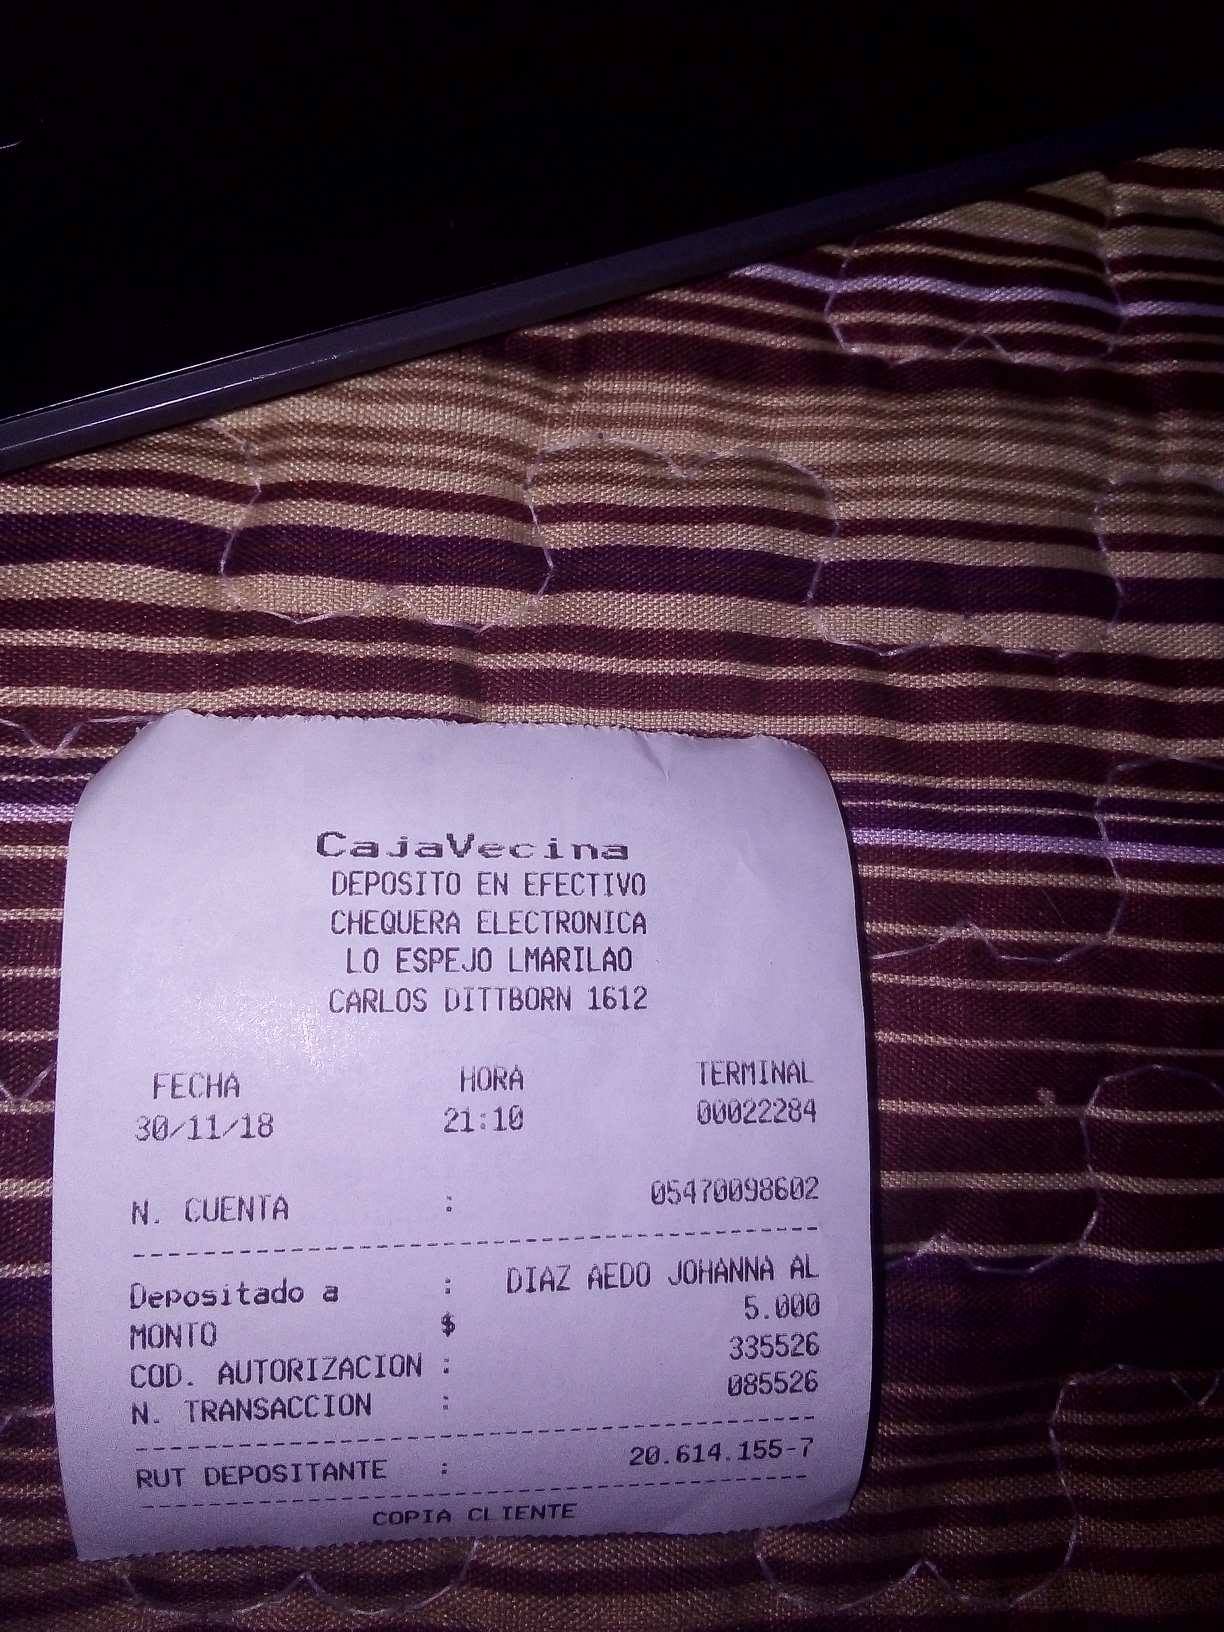 CajaVecina
DEPOSITO EN EFECTIVO
CHEQUERA ELECTRONICA
LO ESPEJO LMARILAO
CARLOS DITTBORN 1612
FECHA HORA TERMINAL
30/11/18 21:10 00022284
N. CUENTA : 05470098602
Depositado a : DIAZ AEDO JOHANNA AL
MONTO $ 5.000
COD. AUTORIZACION : 335526
N. TRANSACCION : 085526
RUT DEPOSITANTE : 20.614.155-7
COPIA CLIENTE